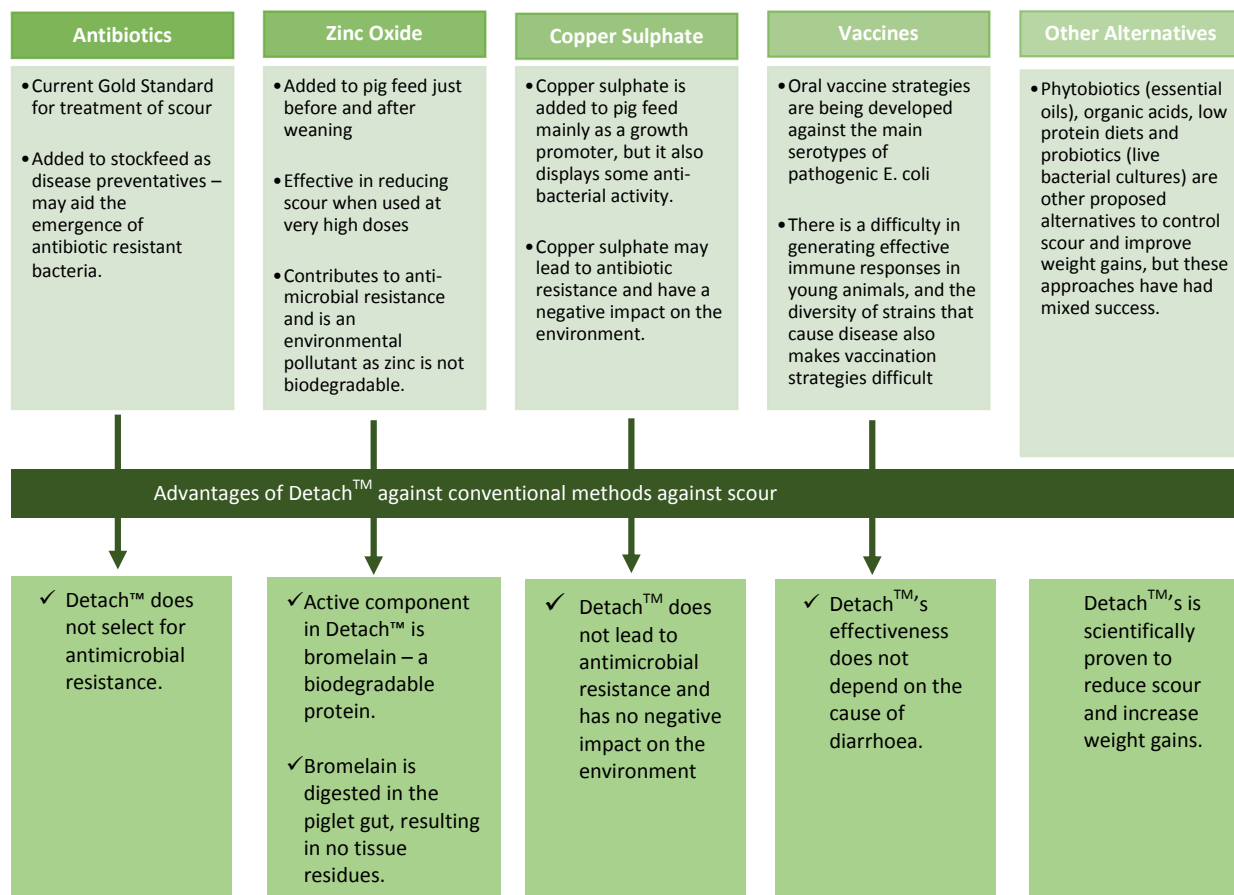 Antibiotics
•Current Gold Standard
for treatment of scour
•Added to stockfeed as
disease preventatives –
may aid the
emergence of
antibiotic resistant
bacteria.
Zinc Oxide
•Added to pig feed just
before and after
weaning
•Effective in reducing
scour when used at
very high doses
•Contributes to anti-
microbial resistance
and is an
environmental
pollutant as zinc is not
biodegradable.
Copper Sulphate
•Copper sulphate is
added to pig feed
mainly as a growth
promoter, but it also
displays some anti-
bacterial activity.
•Copper sulphate may
lead to antibiotic
resistance and have a
negative impact on the
environment.
Vaccines
•Oral vaccine strategies
are being developed
against the main
serotypes of
pathogenic E. coli
•There is a difficulty in
generating effective
immune responses in
young animals, and the
diversity of strains that
cause disease also
makes vaccination
strategies difficult
Other Alternatives
•Phytobiotics (essential
oils), organic acids, low
protein diets and
probiotics (live
bacterial cultures) are
other proposed
alternatives to control
scour and improve
weight gains, but these
approaches have had
mixed success.
Advantages of Detach™ against conventional methods against scour
✓ Detach™ does
not select for
antimicrobial
resistance.
✓Active component
in Detach™ is
bromelain – a
biodegradable
protein.
✓Bromelain is
digested in the
piglet gut, resulting
in no tissue
residues.
✓ Detach™ does
not lead to
antimicrobial
resistance and
has no negative
impact on the
environment
✓ Detach™'s
effectiveness
does not
depend on the
cause of
diarrhoea.
Detach™'s is
scientifically
proven to
reduce scour
and increase
weight gains.